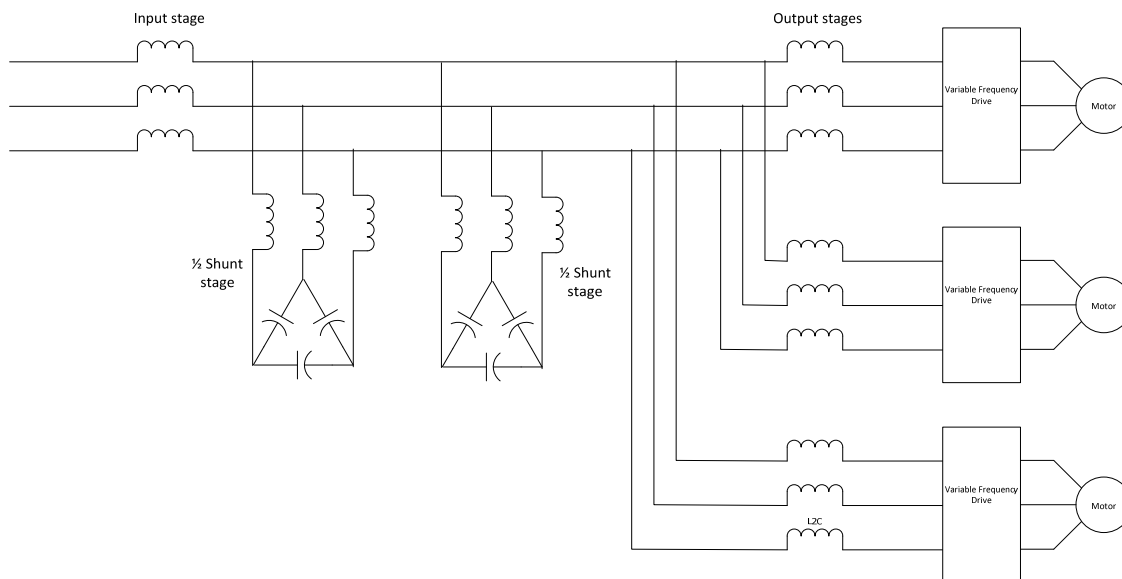 Input stage
Output stages
Variable Frequency
Drive
Motor
½ Shunt
stage
½ Shunt
stage
Variable Frequency
Drive
Motor
Variable Frequency
Drive
Motor
L2C